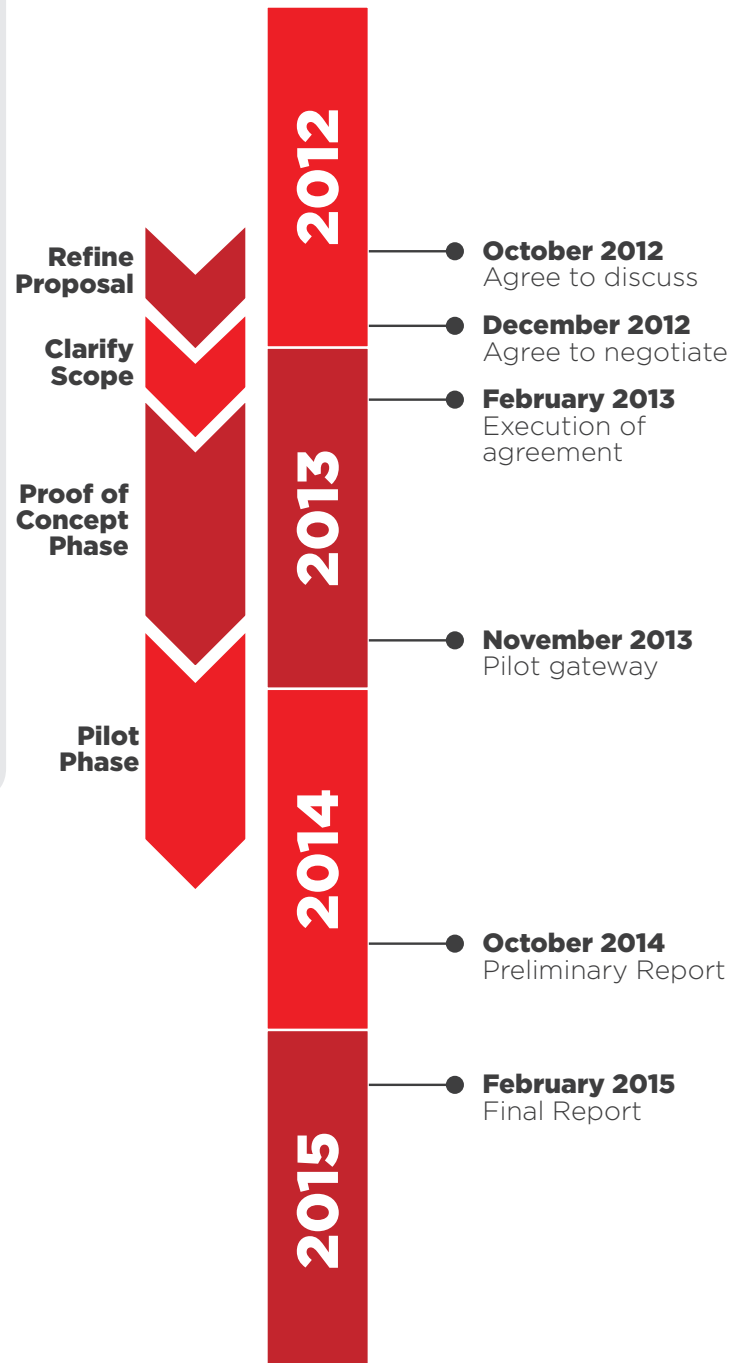 2012
Refine
Proposal
October 2012
Agree to discuss
December 2012
Agree to negotiate
Clarify
Scope
February 2013
Execution of
agreement
2013
Proof of
Concept
Phase
November 2013
Pilot gateway
Pilot
Phase
2014
October 2014
Preliminary Report
February 2015
Final Report
2015